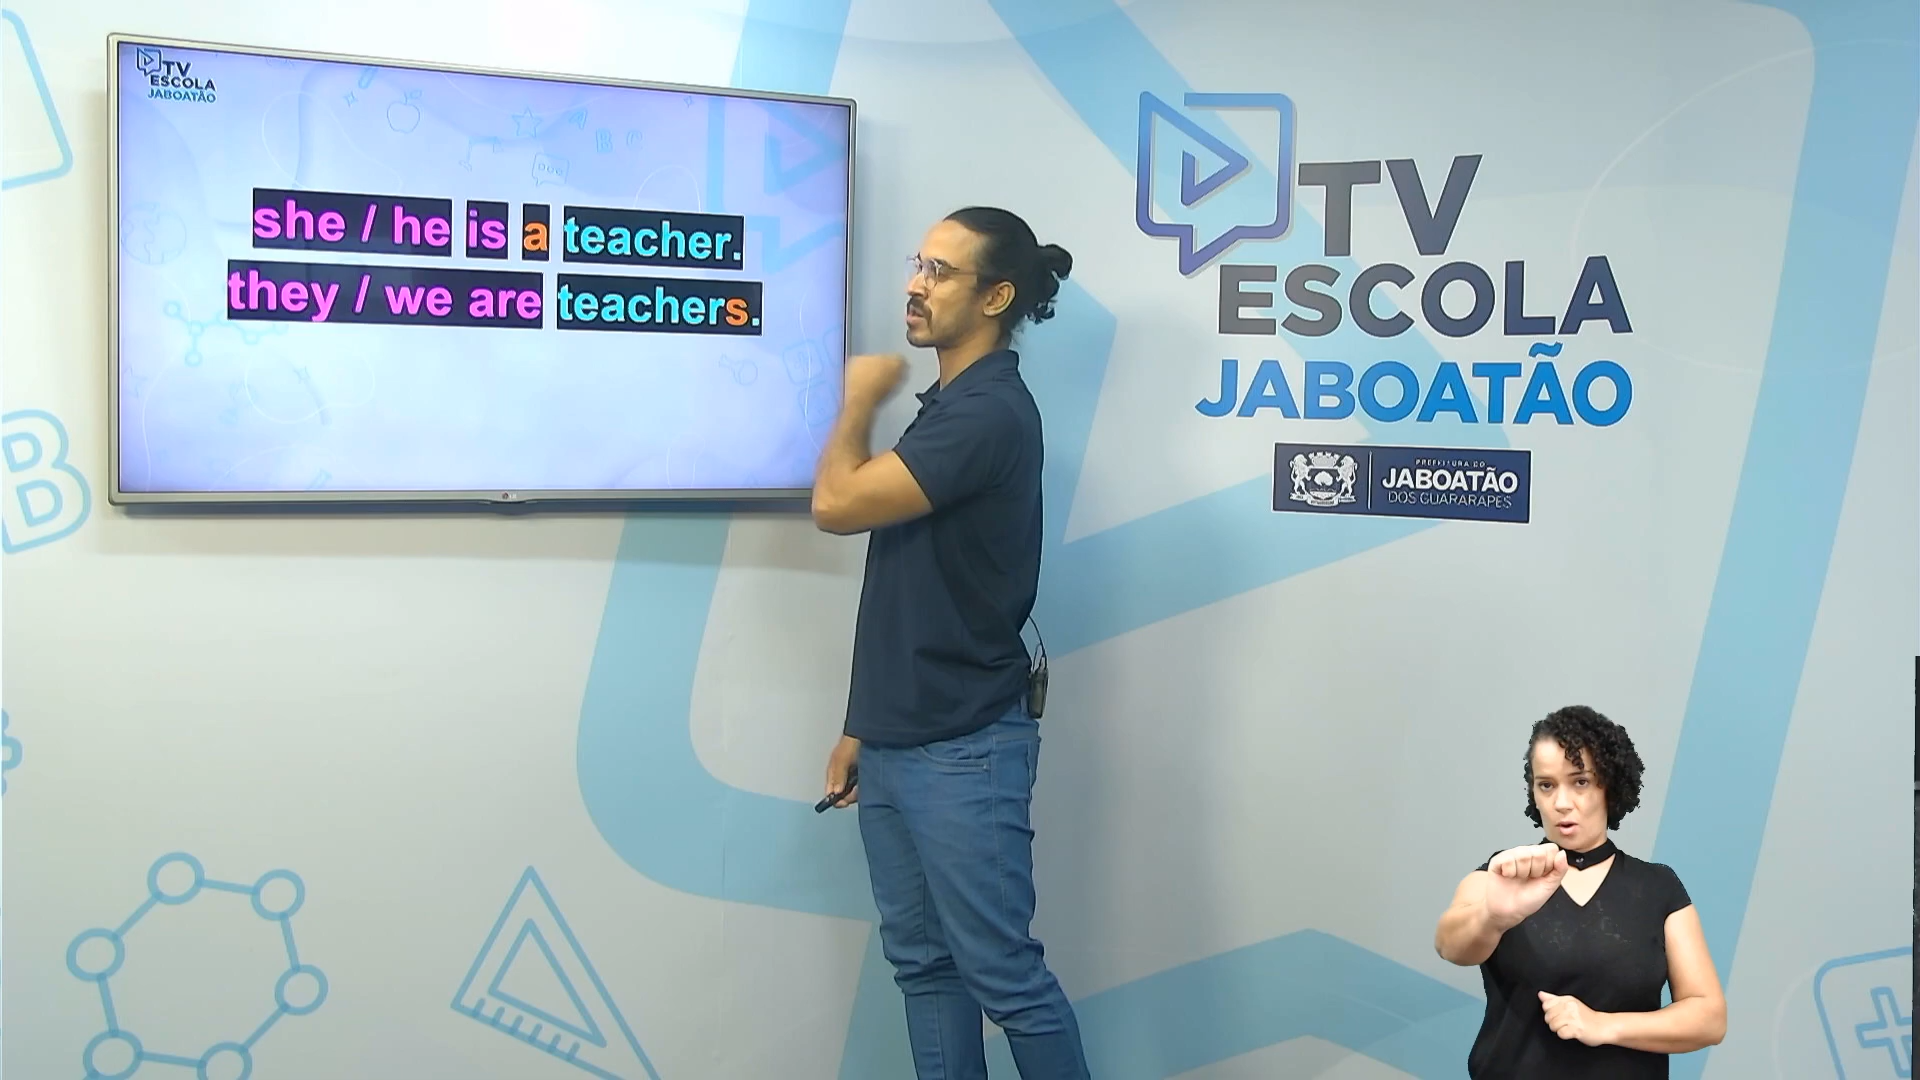 TV
ESCOLA
JABOATÃO
she / he is a teacher.
they / we are teachers.
LG
TV
ESCOLA
JABOATÃO
PREFEITURA DO
JABOATÃO
DOS GUARARAPES
A
B
C
B